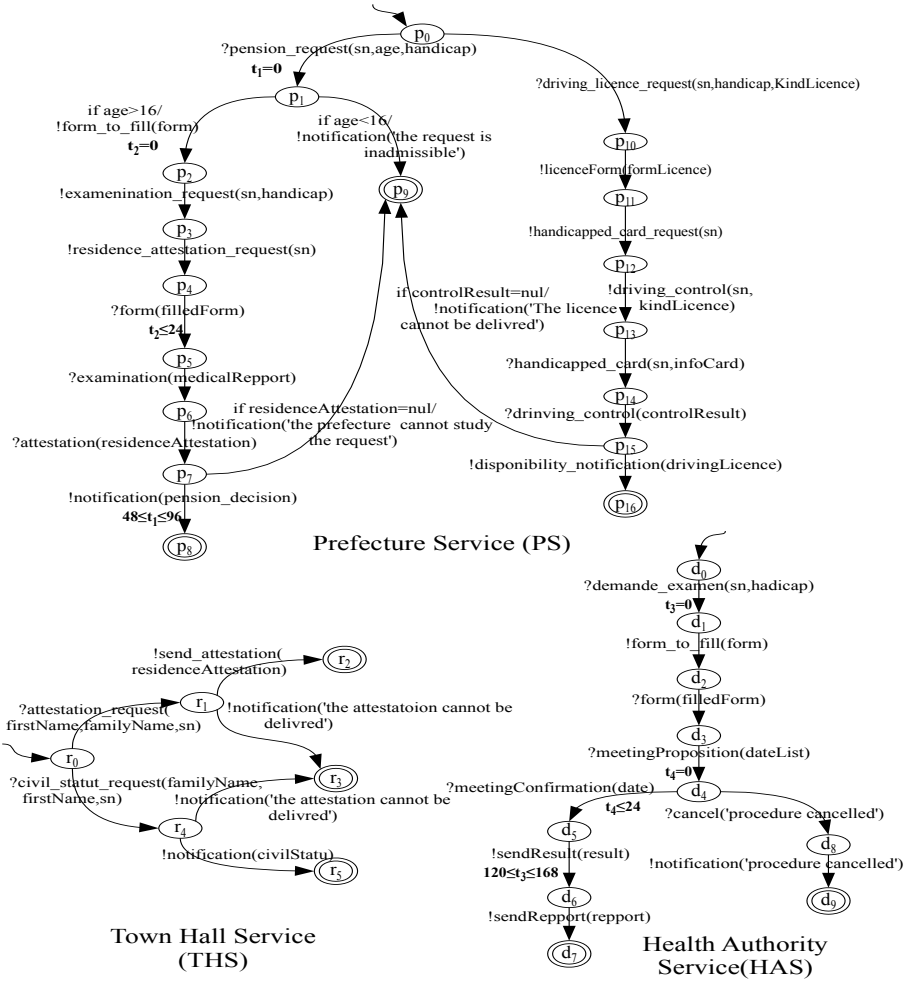 p0
?pension_request(sn,age,handicap)
t1=0
p1
?driving_licence_request(sn,handicap,KindLicence)
if age>16/
!form_to_fill(form)
t2=0
if age<16/
!notification('the request is
inadmissible')
p2
p9
p10
!licenceForm(formLicence)
p11
!examenination_request(sn,handicap)
p3
!handicapped_card_request(sn)
!residence_attestation_request(sn)
p12
p4
!driving_control(sn,
kindLicence)
?form(filledForm)
t2≤24
if controlResult=nul/
!notification('The licence
cannot be delivred')
p13
p5
?handicapped_card(sn,infoCard)
?examination(medicalRepport)
p14
p6
if residenceAttestation=nul/
!notification('the prefecture cannot study
the request')
?drinving_control(controlResult)
?attestation(residenceAttestation)
p15
p7
!disponibility_notification(drivingLicence)
!notification(pension_decision)
48≤t1≤96
p16
p8
Prefecture Service (PS)
d0
?demande_examen(sn,hadicap)
t3=0
d1
!form_to_fill(form)
d2
?form(filledForm)
d3
?meetingProposition(dateList)
t4=0
d4
?meetingConfirmation(date)
t4≤24
?cancel('procedure cancelled')
d5
d8
!sendResult(result)
120≤t3≤168
!notification('procedure cancelled')
d6
d9
!sendRepport(repport)
d7
Health Authority
Service(HAS)
!send_attestation(
residenceAttestation)
r2
r1
?attestation_request(
firstName,familyName,sn)
!notification('the attestatoion cannot be
delivred')
r0
r3
?civil_statut_request(familyName,
firstName,sn)
!notification('the attestation cannot be
delivred')
r4
!notification(civilStatu)
r5
Town Hall Service
(THS)